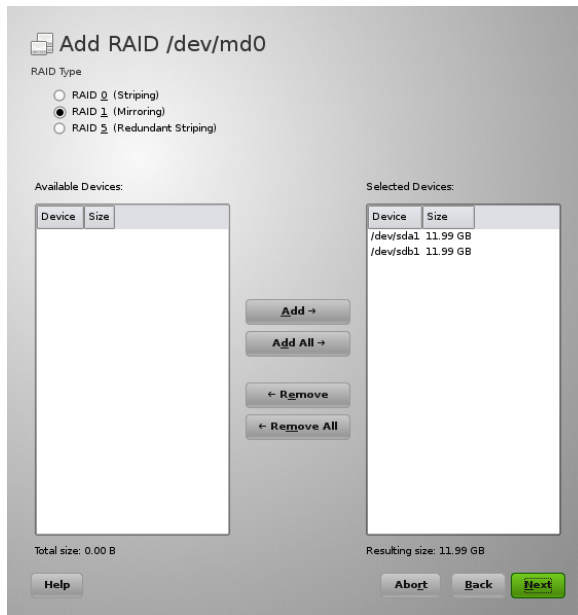 Add RAID /dev/md0
RAID Type
RAID 0 (Striping)
RAID 1 (Mirroring)
RAID 5 (Redundant Striping)
Available Devices:
Device Size
Selected Devices:
Device Size
/dev/sda1 11.99 GB
/dev/sdb1 11.99 GB
Add →
Add All →
← Remove
← Remove All
Total size: 0.00 B
Resulting size: 11.99 GB
Help
Abort
Back
Next